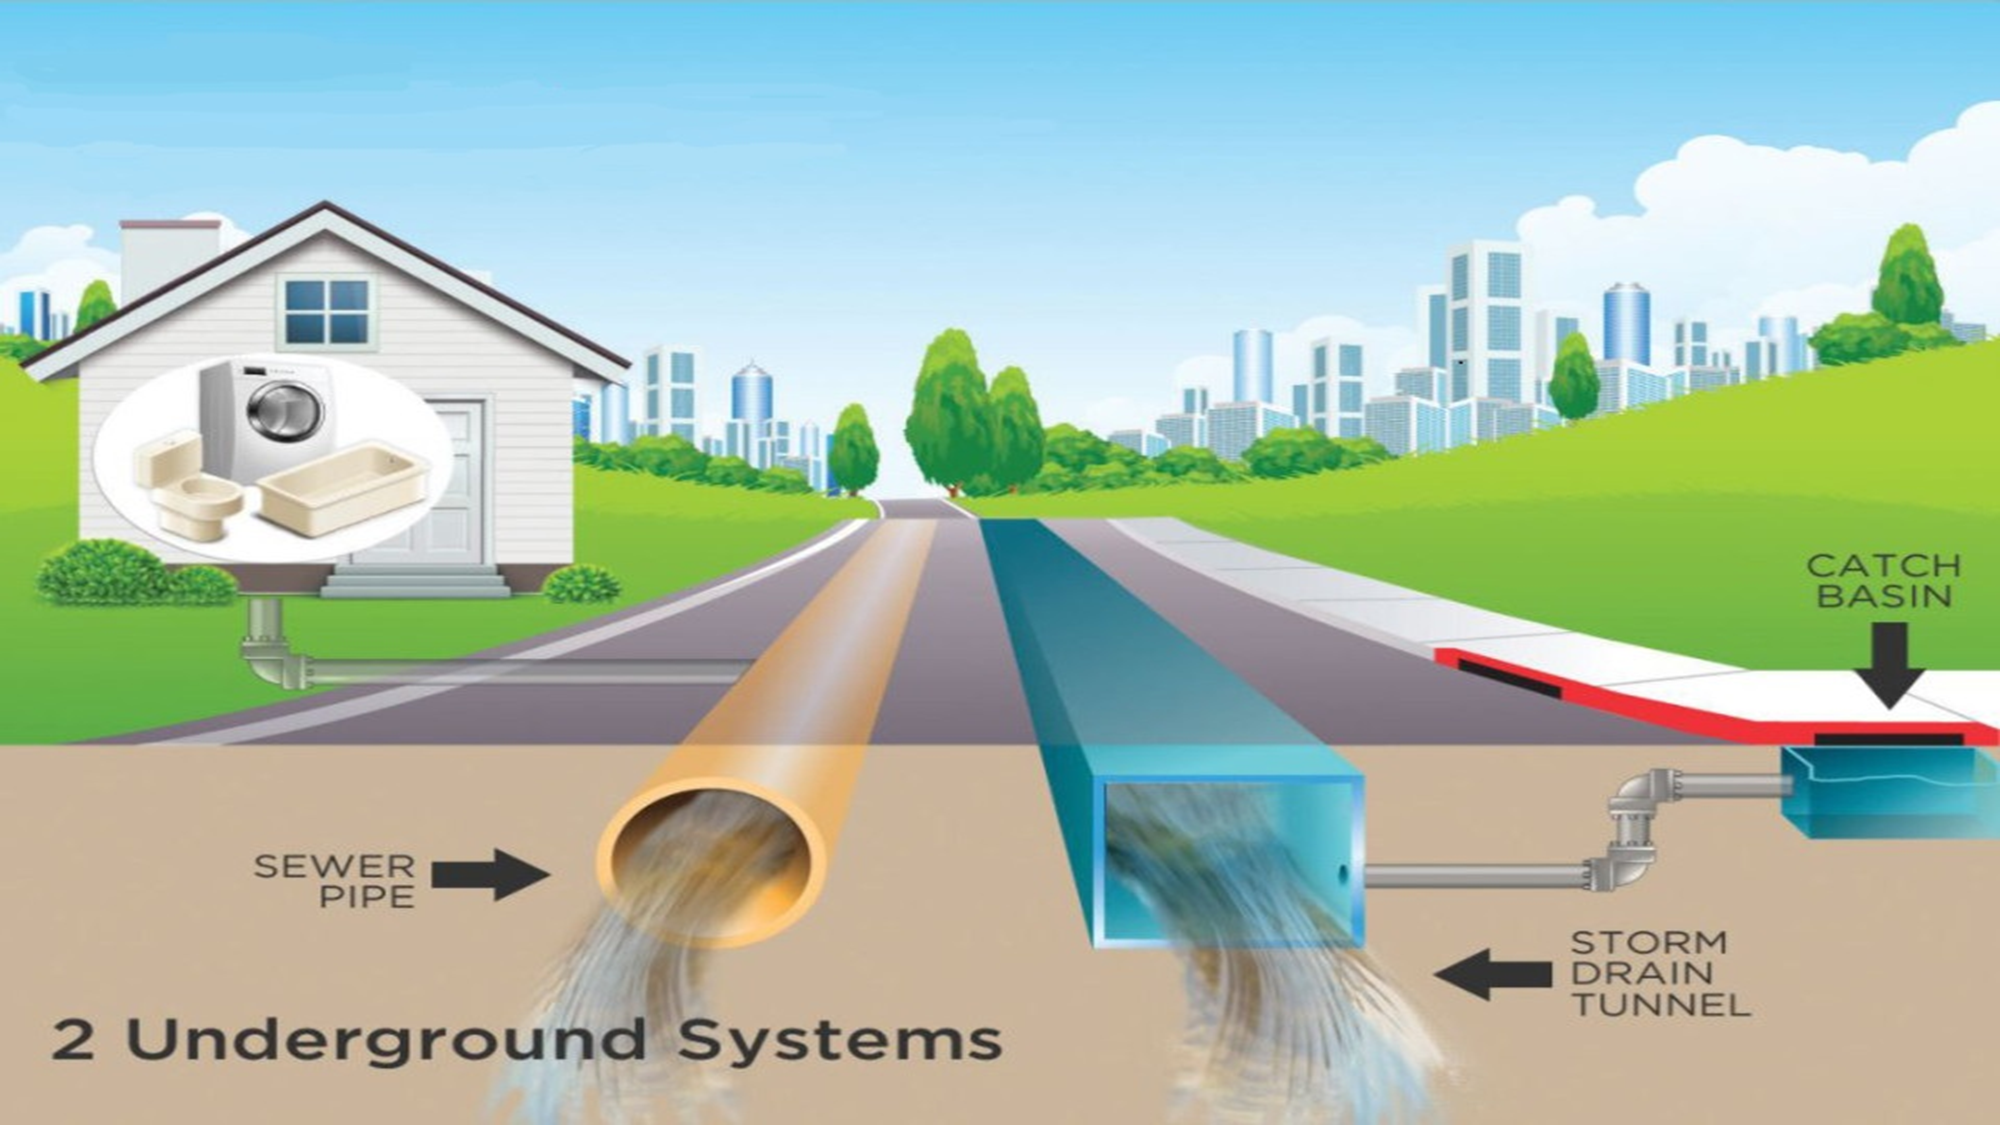 CATCH
BASIN
SEWER
PIPE
STORM
DRAIN
TUNNEL
2 Underground Systems